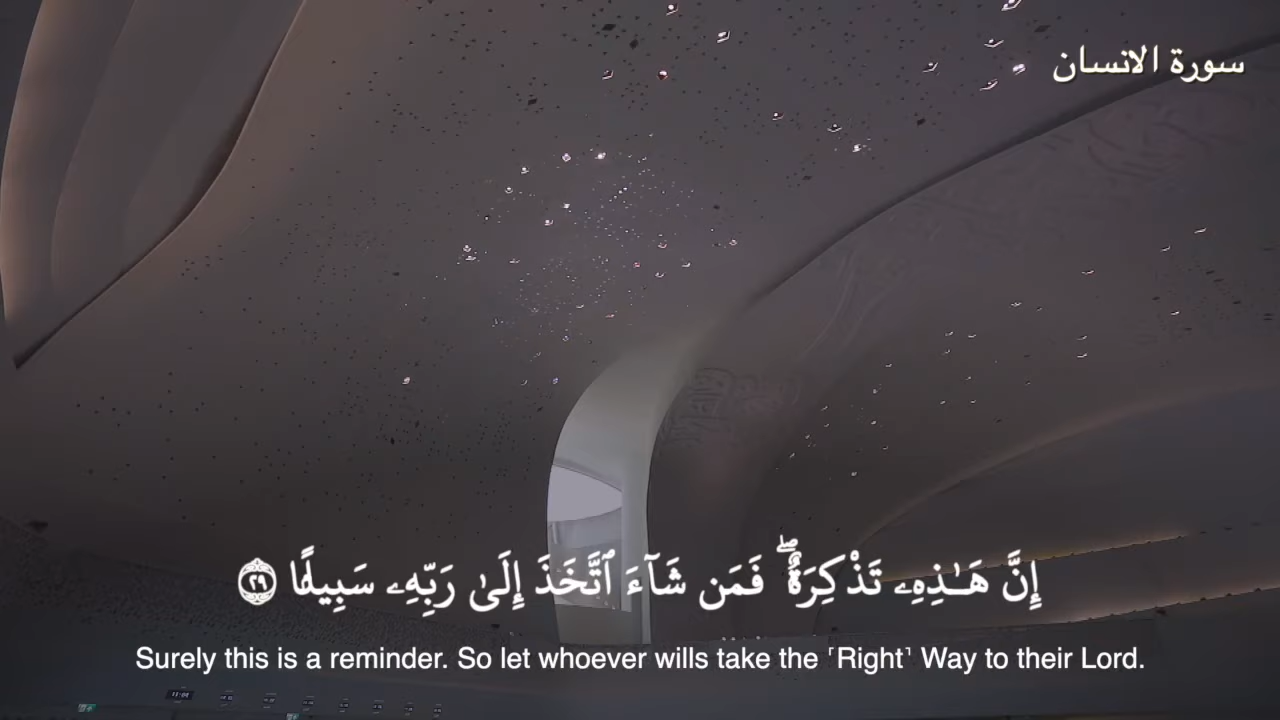 سورة الانسان
إِنَّ هَـٰذِهِۦ تَذْكِرَةٌۖ فَمَن شَآءَ ٱتَّخَذَ إِلَىٰ رَبِّهِۦ سَبِيلًا ۝٢٩
Surely this is a reminder. So let whoever wills take the ˹Right˺ Way to their Lord.